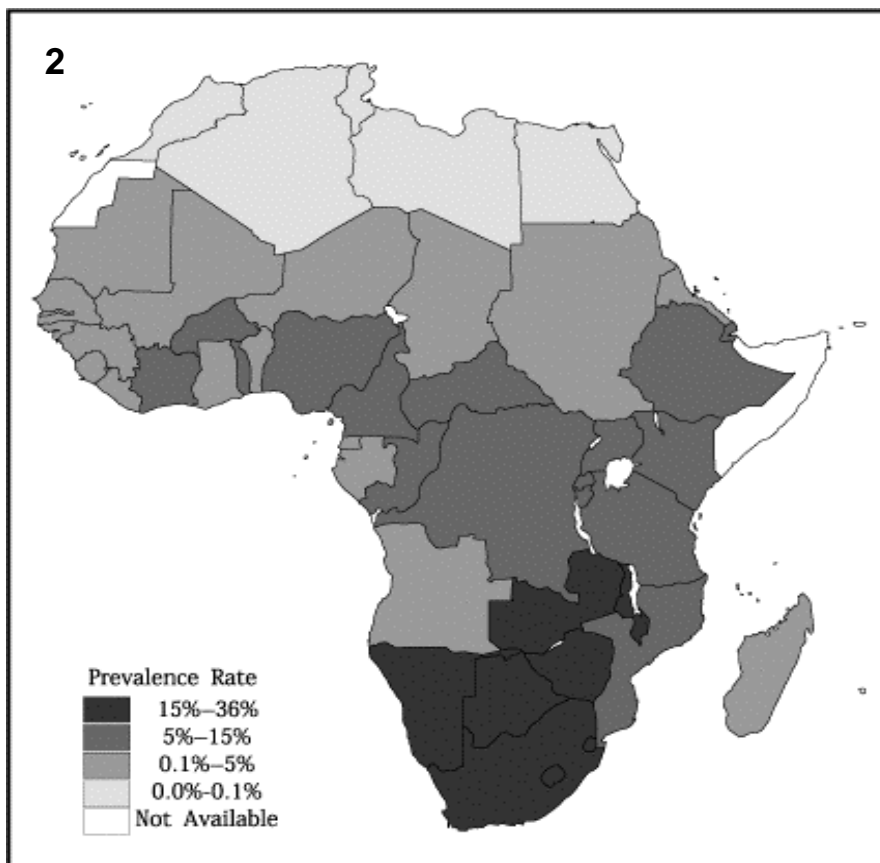 2
Prevalence Rate
15%–36%
5%–15%
0.1%–5%
0.0%-0.1%
Not Available